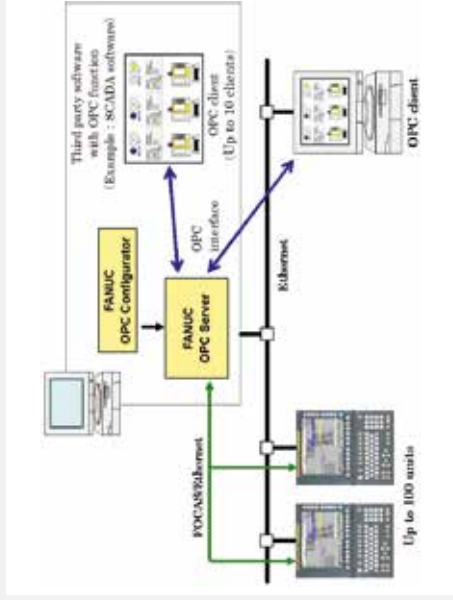 Third party software
with OPC function
(Example : SCADA software)
FANUC
OPC Configurator
OPC client
(Up to 10 clients)
OPC
interface
FANUC
OPC Server
FOCAS/Ethernet
Ethernet
Up to 100 units
OPC client